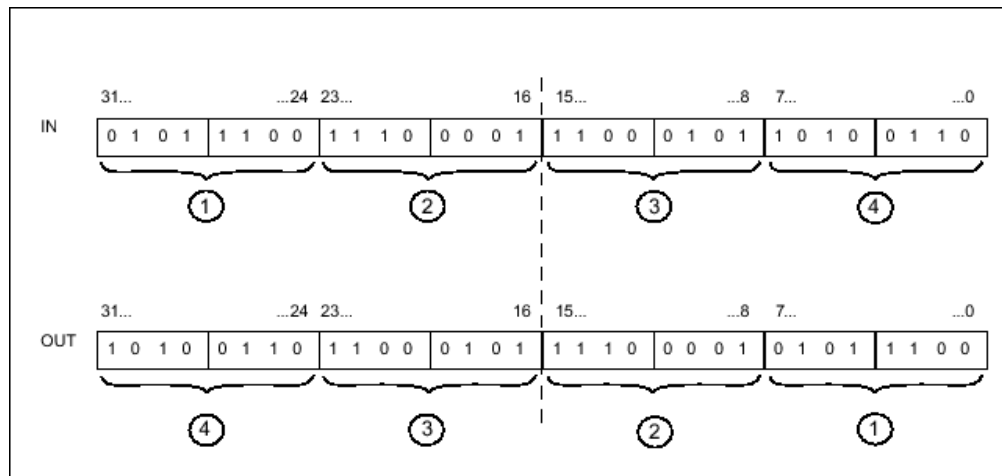 31... ...24 23... 16 15... ...8 7... ...0
IN 0 1 0 1 1 1 0 0 1 1 1 0 0 0 0 1 1 1 0 0 0 1 0 1 1 0 1 0 0 1 1 0
1 2 3 4
31... ...24 23... 16 15... ...8 7... ...0
OUT 1 0 1 0 0 1 1 0 1 1 0 0 0 1 0 1 1 1 1 0 0 0 0 1 0 1 0 1 1 1 0 0
4 3 2 1